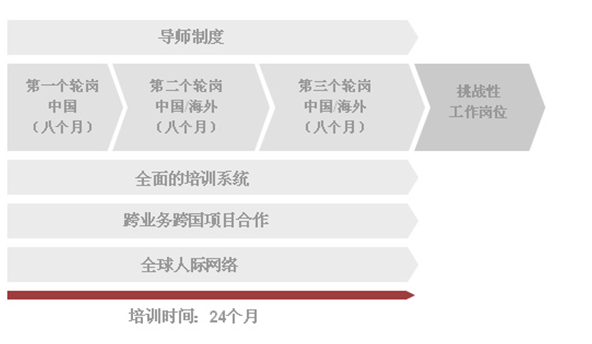 导师制度
第一个轮岗
中国
（八个月）
第二个轮岗
中国/海外
（八个月）
第三个轮岗
中国/海外
（八个月）
挑战性
工作岗位
全面的培训系统
跨业务跨国项目合作
全球人际网络
培训时间：24个月